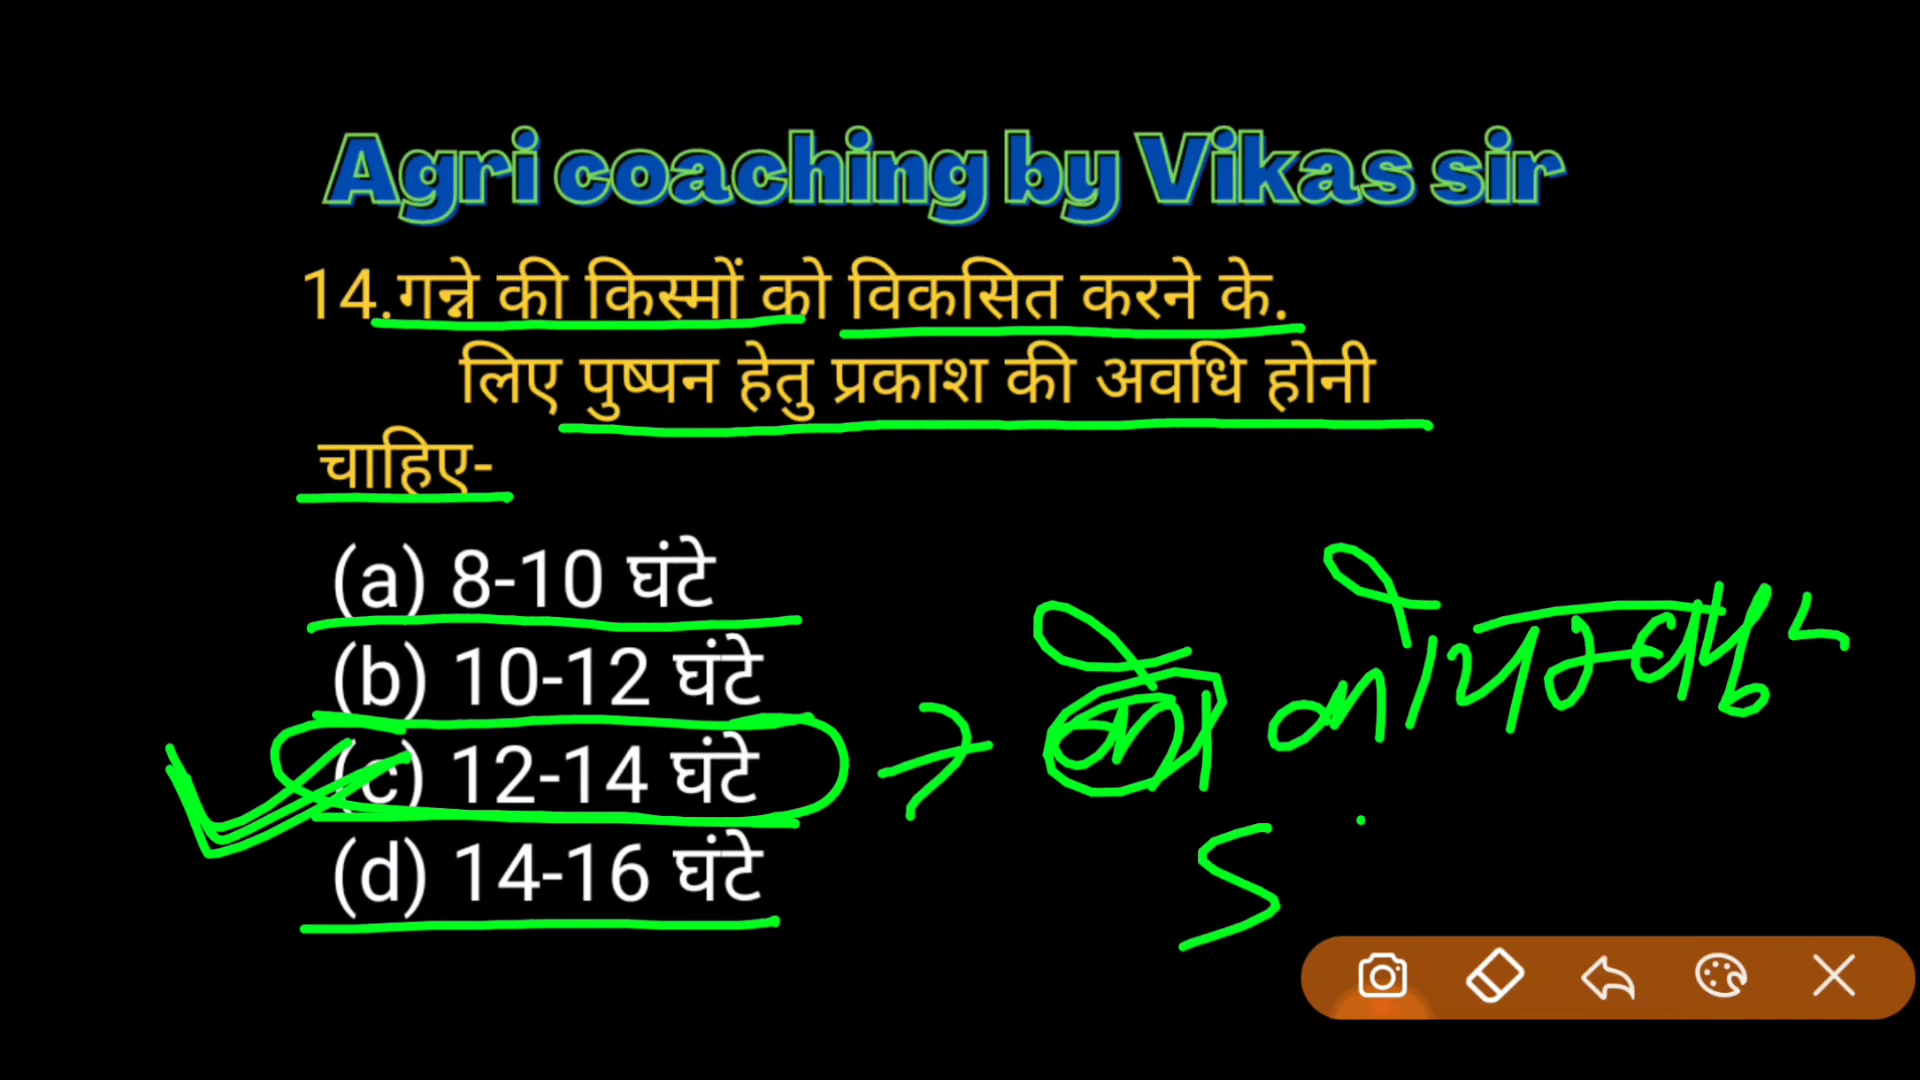 Agri coaching by Vikas sir
14.गन्ने की किस्मों को विकसित करने के.
लिए पुष्पन हेतु प्रकाश की अवधि होनी
चाहिए-
(a) 8-10 घंटे
(b) 10-12 घंटे
(c) 12-14 घंटे
(d) 14-16 घंटे